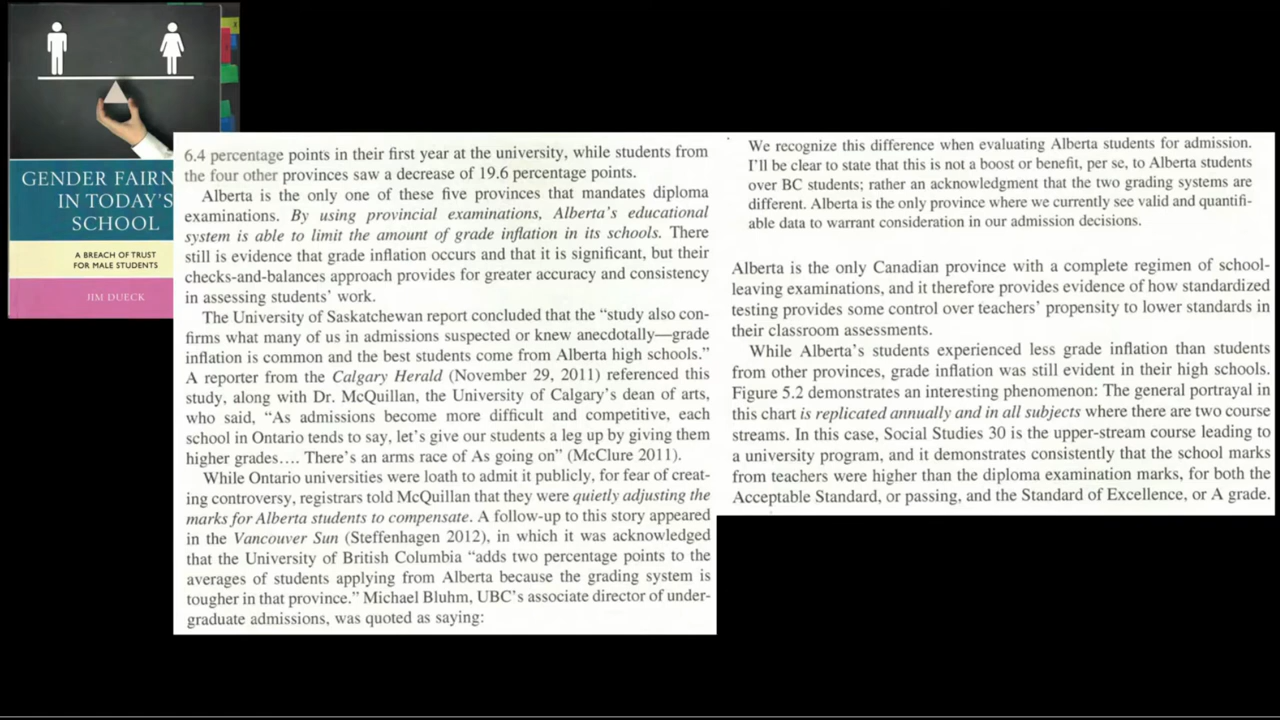 GENDER FAIRN
IN TODAY'S
SCHOOL
A BREACH OF TRUST
FOR MALE STUDENTS
JIM DUECK
6.4 percentage points in their first year at the university, while students from
the four other provinces saw a decrease of 19.6 percentage points.
Alberta is the only one of these five provinces that mandates diploma
examinations. By using provincial examinations, Alberta's educational
system is able to limit the amount of grade inflation in its schools. There
still is evidence that grade inflation occurs and that it is significant, but their
checks-and-balances approach provides for greater accuracy and consistency
in assessing students' work.
The University of Saskatchewan report concluded that the "study also con-
firms what many of us in admissions suspected or knew anecdotally—grade
inflation is common and the best students come from Alberta high schools."
A reporter from the Calgary Herald (November 29, 2011) referenced this
study, along with Dr. McQuillan, the University of Calgary's dean of arts,
who said, "As admissions become more difficult and competitive, each
school in Ontario tends to say, let's give our students a leg up by giving them
higher grades…. There's an arms race of As going on" (McClure 2011).
While Ontario universities were loath to admit it publicly, for fear of creat-
ing controversy, registrars told McQuillan that they were quietly adjusting the
marks for Alberta students to compensate. A follow-up to this story appeared
in the Vancouver Sun (Steffenhagen 2012), in which it was acknowledged
that the University of British Columbia "adds two percentage points to the
averages of students applying from Alberta because the grading system is
tougher in that province." Michael Bluhm, UBC's associate director of under-
graduate admissions, was quoted as saying:
We recognize this difference when evaluating Alberta students for admission.
I'll be clear to state that this is not a boost or benefit, per se, to Alberta students
over BC students; rather an acknowledgment that the two grading systems are
different. Alberta is the only province where we currently see valid and quantifi-
able data to warrant consideration in our admission decisions.
Alberta is the only Canadian province with a complete regimen of school-
leaving examinations, and it therefore provides evidence of how standardized
testing provides some control over teachers' propensity to lower standards in
their classroom assessments.
While Alberta's students experienced less grade inflation than students
from other provinces, grade inflation was still evident in their high schools.
Figure 5.2 demonstrates an interesting phenomenon: The general portrayal in
this chart is replicated annually and in all subjects where there are two course
streams. In this case, Social Studies 30 is the upper-stream course leading to
a university program, and it demonstrates consistently that the school marks
from teachers were higher than the diploma examination marks, for both the
Acceptable Standard, or passing, and the Standard of Excellence, or A grade.